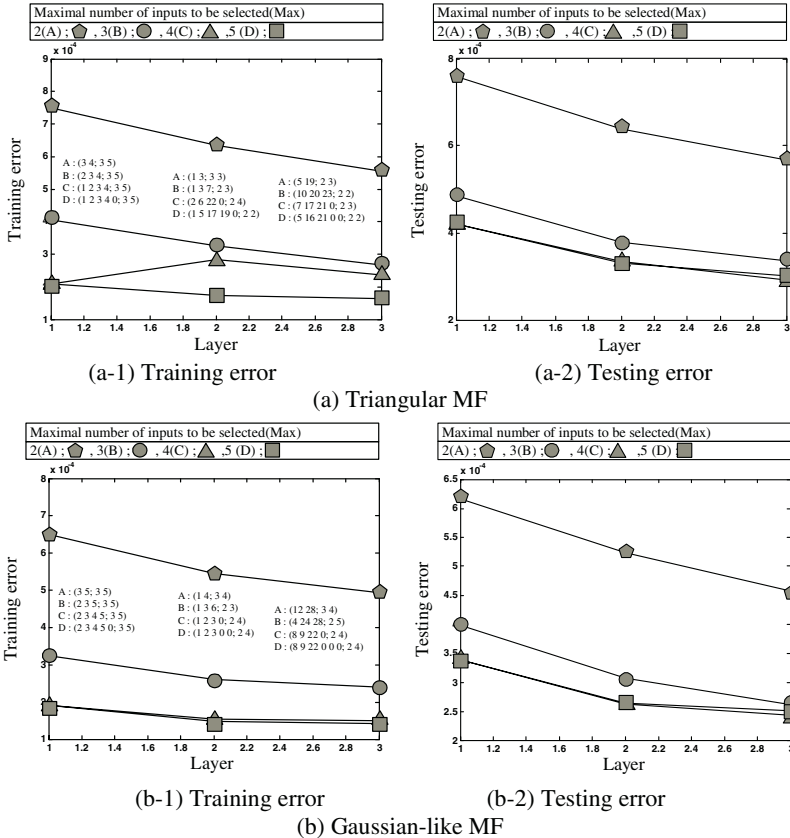 Maximal number of inputs to be selected(Max)
2(A) ; , 3(B) ; , 4(C) ; ,5 (D) ;
x 10-4
9
8
7
6
5
4
3
2
1
Training error
A : (3 4; 3 5)
B : (2 3 4; 3 5)
C : (1 2 3 4; 3 5)
D : (1 2 3 4 0; 3 5)
A : (1 3; 3 3)
B : (1 3 7; 2 3)
C : (2 6 22 0; 2 4)
D : (1 5 17 19 0; 2 2)
A : (5 19; 2 3)
B : (10 20 23; 2 2)
C : (7 17 21 0; 2 3)
D : (5 16 21 0 0; 2 2)
1 1.2 1.4 1.6 1.8 2 2.2 2.4 2.6 2.8 3
Layer
(a-1) Training error
Maximal number of inputs to be selected(Max)
2(A) ; , 3(B) ; , 4(C) ; ,5 (D) ;
x 10-4
8
6
4
2
Testing error
1 1.2 1.4 1.6 1.8 2 2.2 2.4 2.6 2.8 3
Layer
(a-2) Testing error
(a) Triangular MF
Maximal number of inputs to be selected(Max)
2(A) ; , 3(B) ; , 4(C) ; ,5 (D) ;
x 10-4
8
7
6
5
4
3
2
1
Training error
A : (3 5; 3 5)
B : (2 3 5; 3 5)
C : (2 3 4 5; 3 5)
D : (2 3 4 5 0; 3 5)
A : (1 4; 3 4)
B : (1 3 6; 2 3)
C : (1 2 3 0; 2 4)
D : (1 2 3 0 0; 2 4)
A : (12 28; 3 4)
B : (4 24 28; 2 5)
C : (8 9 22 0; 2 4)
D : (8 9 22 0 0 0; 2 4)
1 1.2 1.4 1.6 1.8 2 2.2 2.4 2.6 2.8 3
Layer
(b-1) Training error
Maximal number of inputs to be selected(Max)
2(A) ; , 3(B) ; , 4(C) ; ,5 (D) ;
x 10-4
6.5
6
5.5
5
4.5
4
3.5
3
2.5
2
Testing error
1 1.2 1.4 1.6 1.8 2 2.2 2.4 2.6 2.8 3
Layer
(b-2) Testing error
(b) Gaussian-like MF